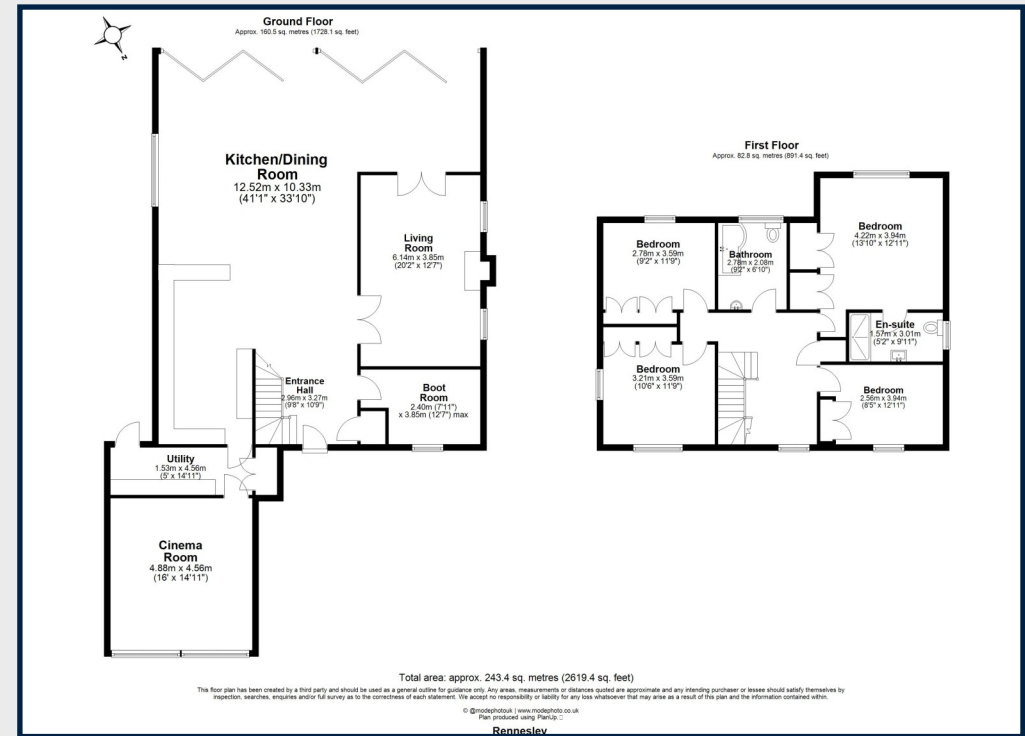 Ground Floor
Approx. 160.5 sq. metres (1728.1 sq. feet)
N
Kitchen/Dining
Room
12.52m x 10.33m
(41'1" x 33'10")
Living
Room
6.14m x 3.85m
(20'2" x 12'7")
Entrance
Hall
2.96m x 3.27m
(9'8" x 10'9")
Boot
Room
2.40m (7'11")
x 3.85m (12'7") max
Utility
1.53m x 4.56m
(5' x 14'11")
Cinema
Room
4.88m x 4.56m
(16' x 14'11")
First Floor
Approx. 82.8 sq. metres (891.4 sq. feet)
Bedroom
2.78m x 3.59m
(9'2" x 11'9")
Bathroom
2.78m x 2.08m
(9'2" x 6'10")
Bedroom
4.22m x 3.94m
(13'10" x 12'11")
En-suite
1.57m x 3.01m
(5'2" x 9'11")
Bedroom
3.21m x 3.59m
(10'6" x 11'9")
Bedroom
2.56m x 3.94m
(8'5" x 12'11")
Total area: approx. 243.4 sq. metres (2619.4 sq. feet)
This floor plan has been created by a third party and should be used as a general outline for guidance only. Any areas, measurements or distances quoted are approximate and any intending purchaser or lessee should satisfy themselves by
inspection, searches, enquiries and/or full survey as to the correctness of each statement. We accept no responsibility or liability for any loss whatsoever that may arise as a result of this plan and the information contained within.
© @modephotouk | www.modephoto.co.uk
Plan produced using PlanUp.
Rennesley